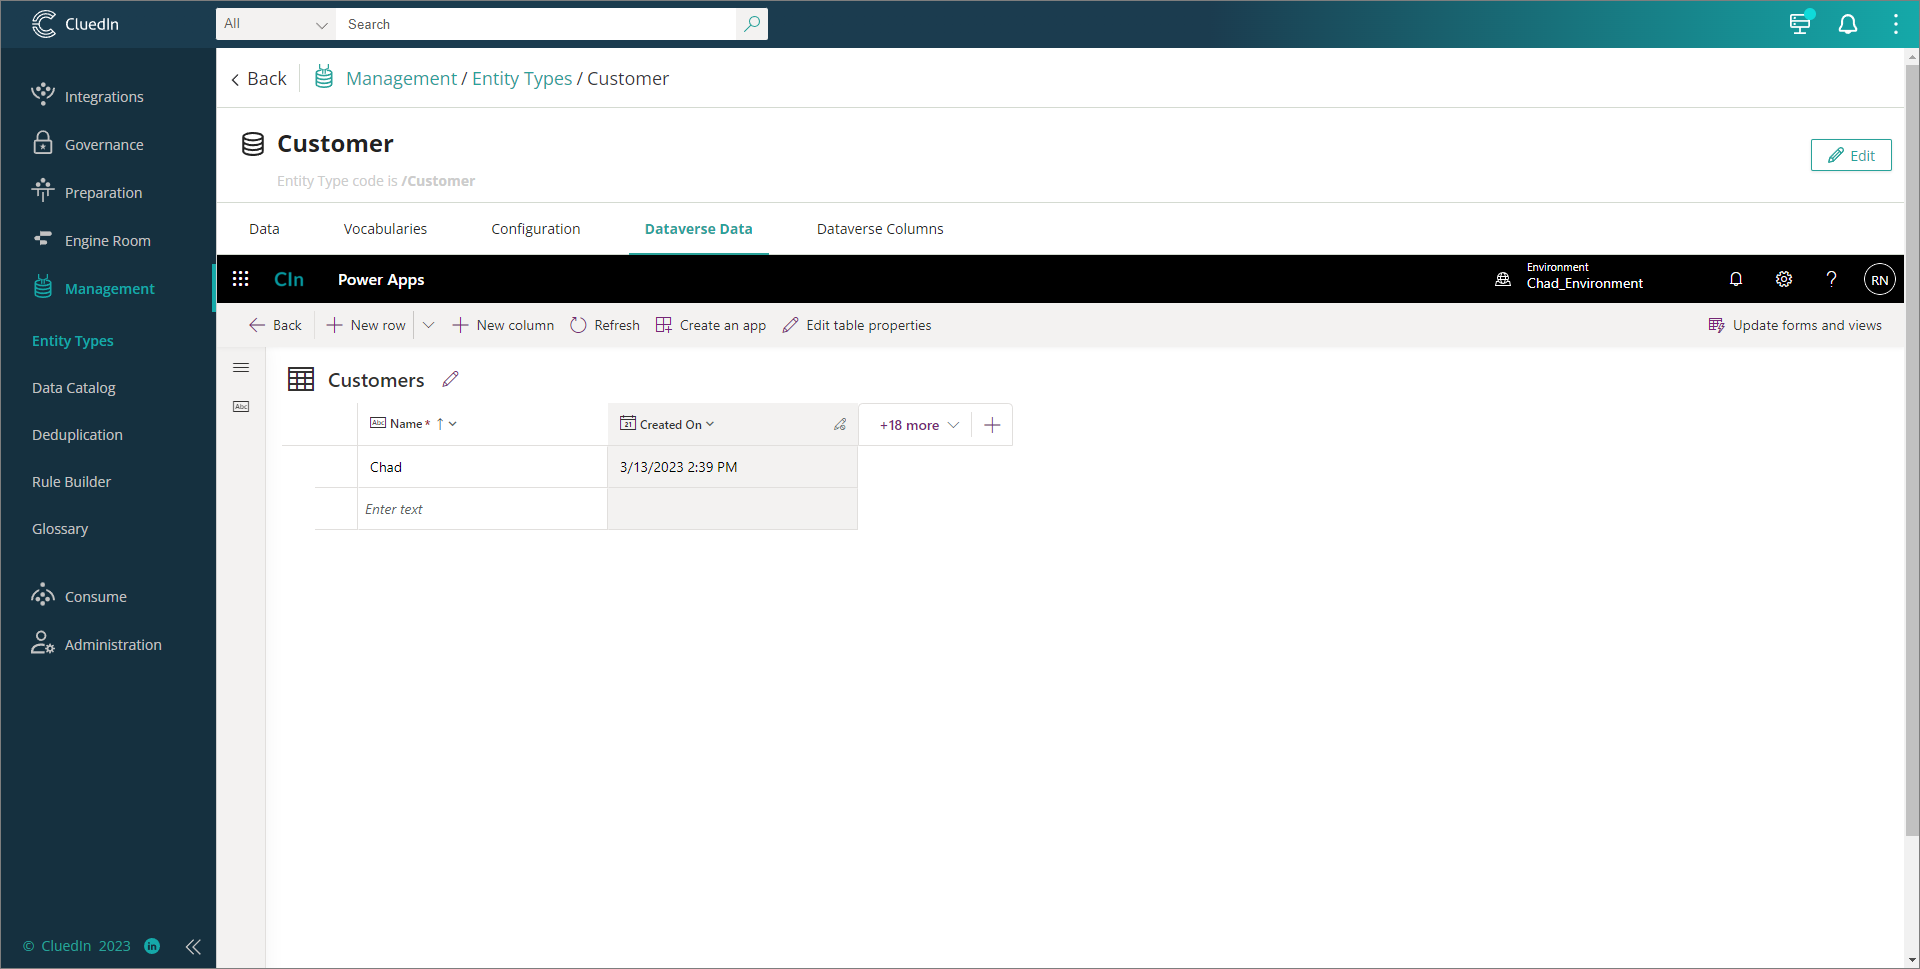 CluedIn
All
Search
Back
Management / Entity Types / Customer
Integrations
Governance
Preparation
Engine Room
Management
Entity Types
Data Catalog
Deduplication
Rule Builder
Glossary
Consume
Administration
© CluedIn 2023
in
Customer
Entity Type code is /Customer
Edit
Data
Vocabularies
Configuration
Dataverse Data
Dataverse Columns
CIn
Power Apps
Environment
Chad_Environment
?
RN
Back
New row
New column
Refresh
Create an app
Edit table properties
Update forms and views
Abc
Customers
Abc Name *
21 Created On
+18 more
Chad
3/13/2023 2:39 PM
Enter text